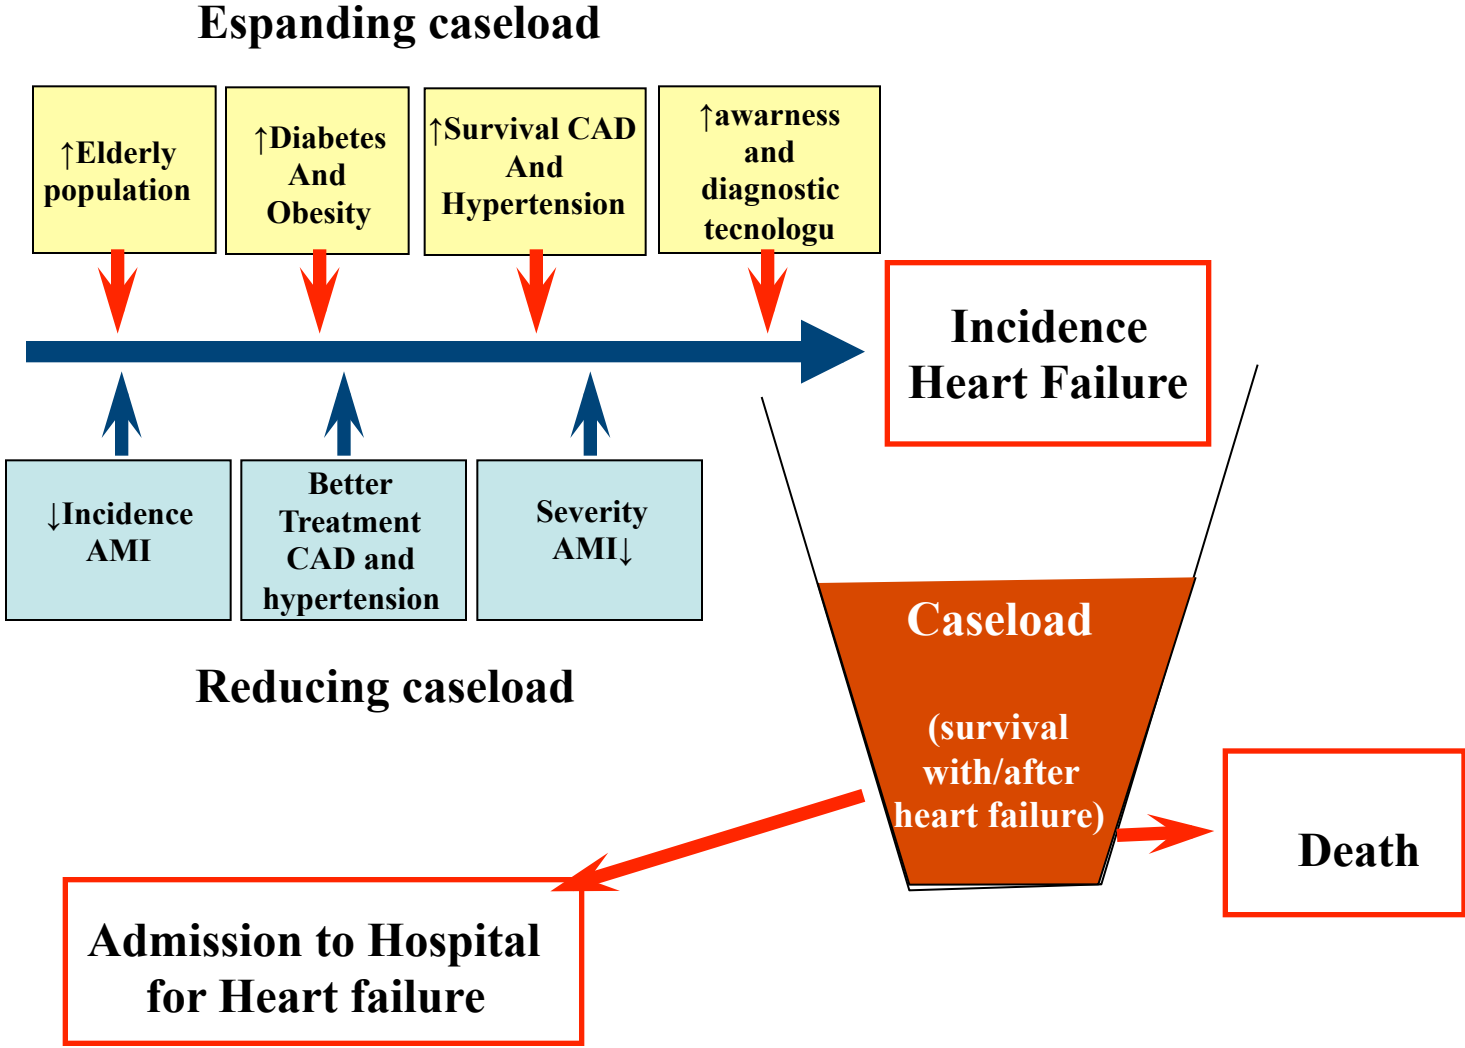 Espanding caseload
↑Elderly
population
↑Diabetes
And
Obesity
↑Survival CAD
And
Hypertension
↑awarness
and
diagnostic
tecnologu
Incidence
Heart Failure
↓Incidence
AMI
Better
Treatment
CAD and
hypertension
Severity
AMI↓
Reducing caseload
Caseload
(survival
with/after
heart failure)
Death
Admission to Hospital
for Heart failure